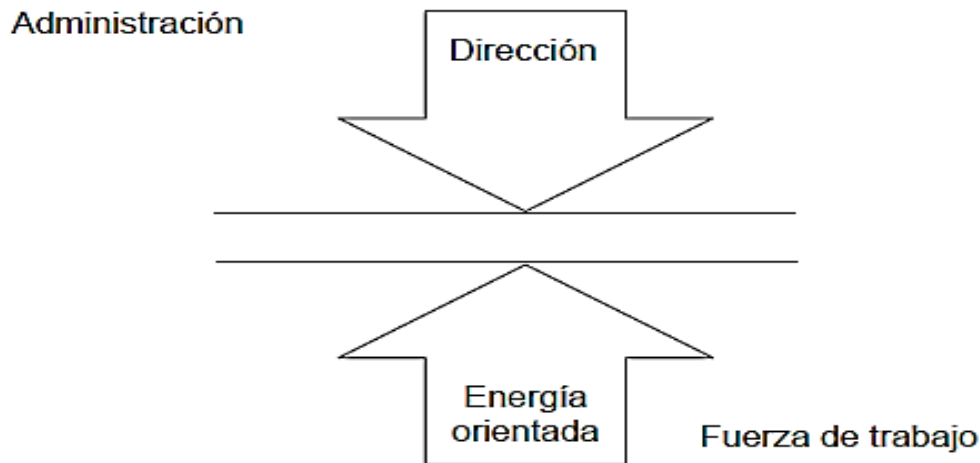 Administración
Dirección
Energía
orientada
Fuerza de trabajo